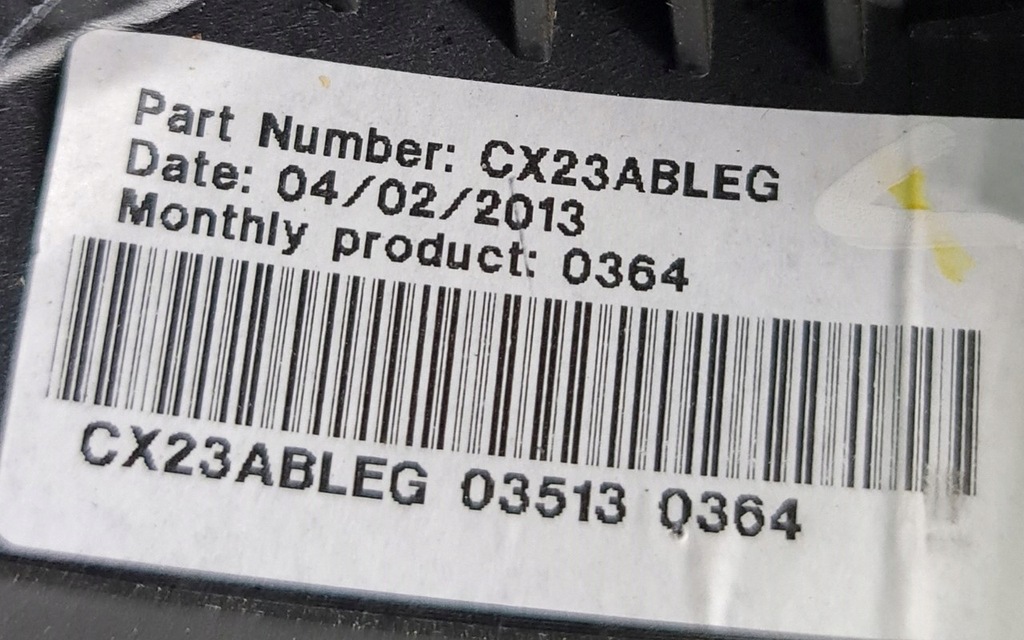 Part Number: CX23ABLEG
Date: 04/02/2013
Monthly product: 0364
CX23ABLEG 03513 0364